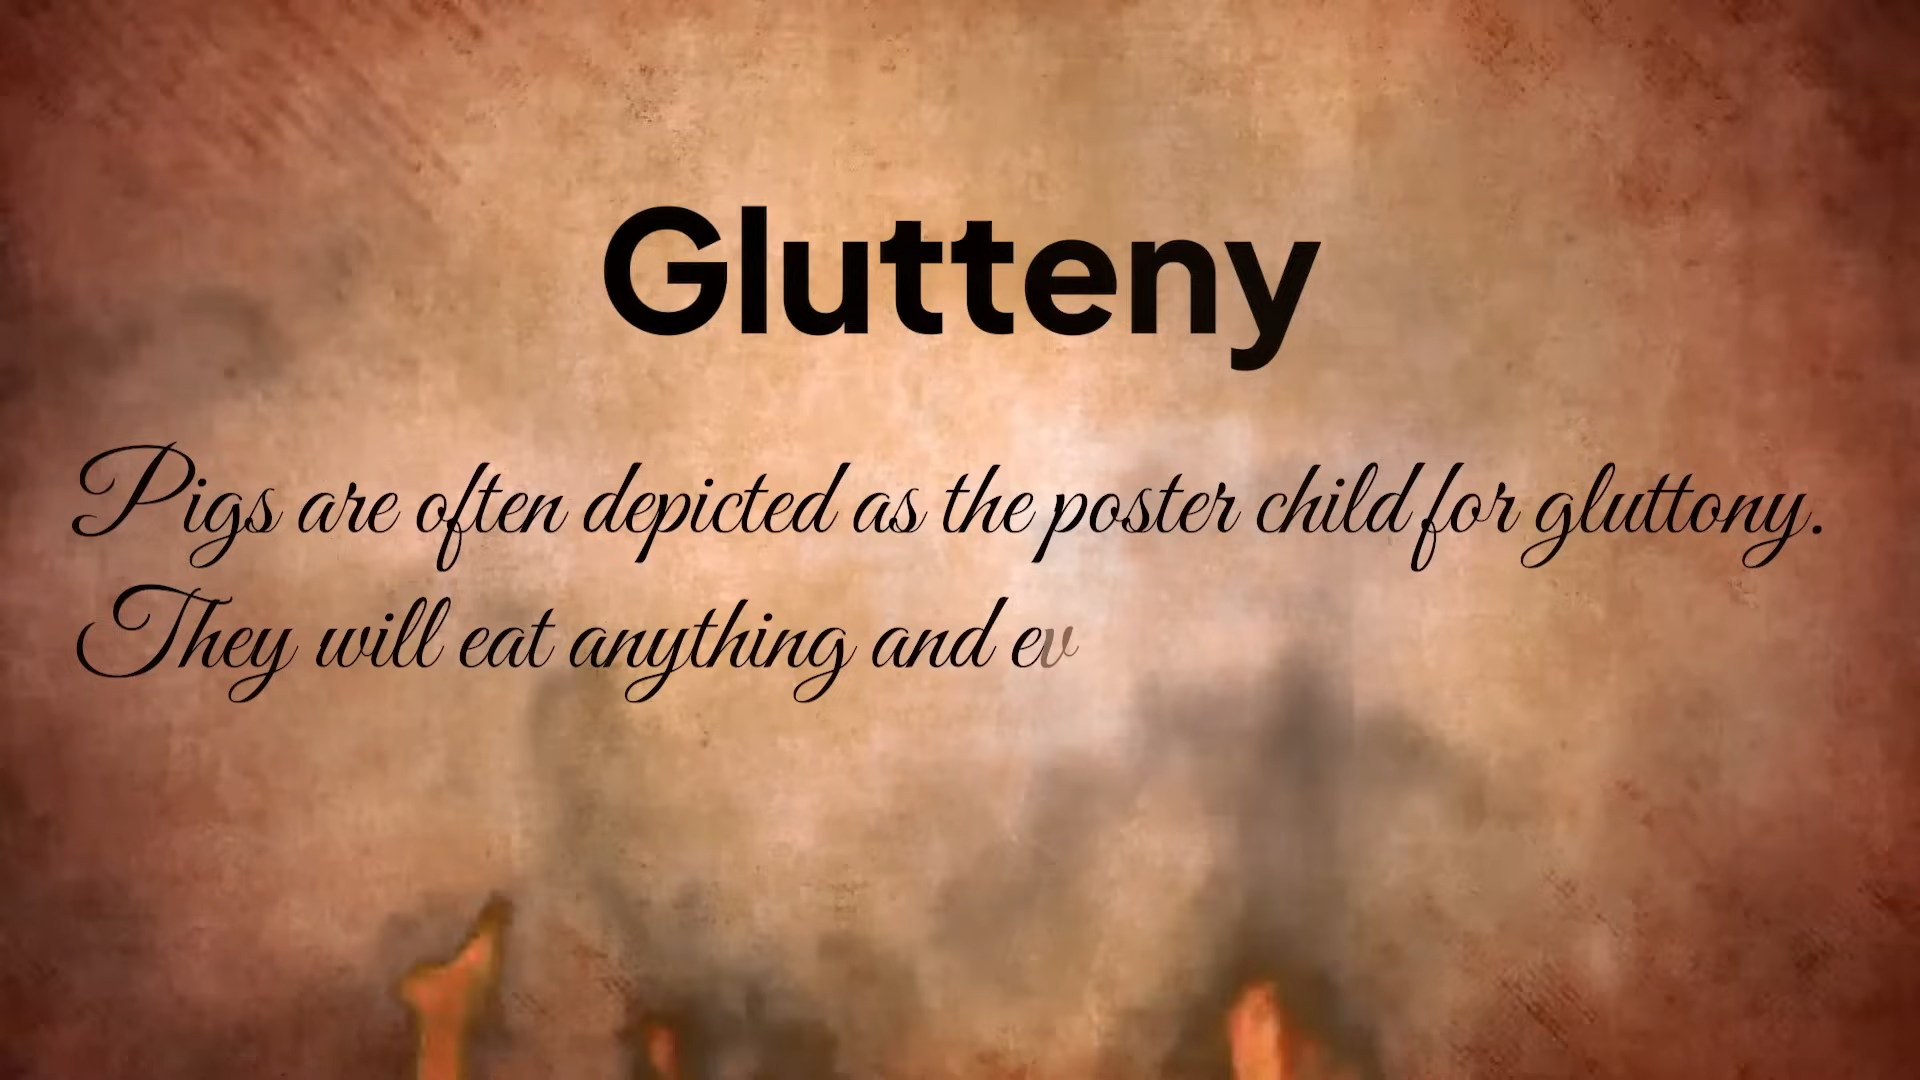 Glutteny
Pigs are often depicted as the poster child for gluttony.
They will eat anything and ev